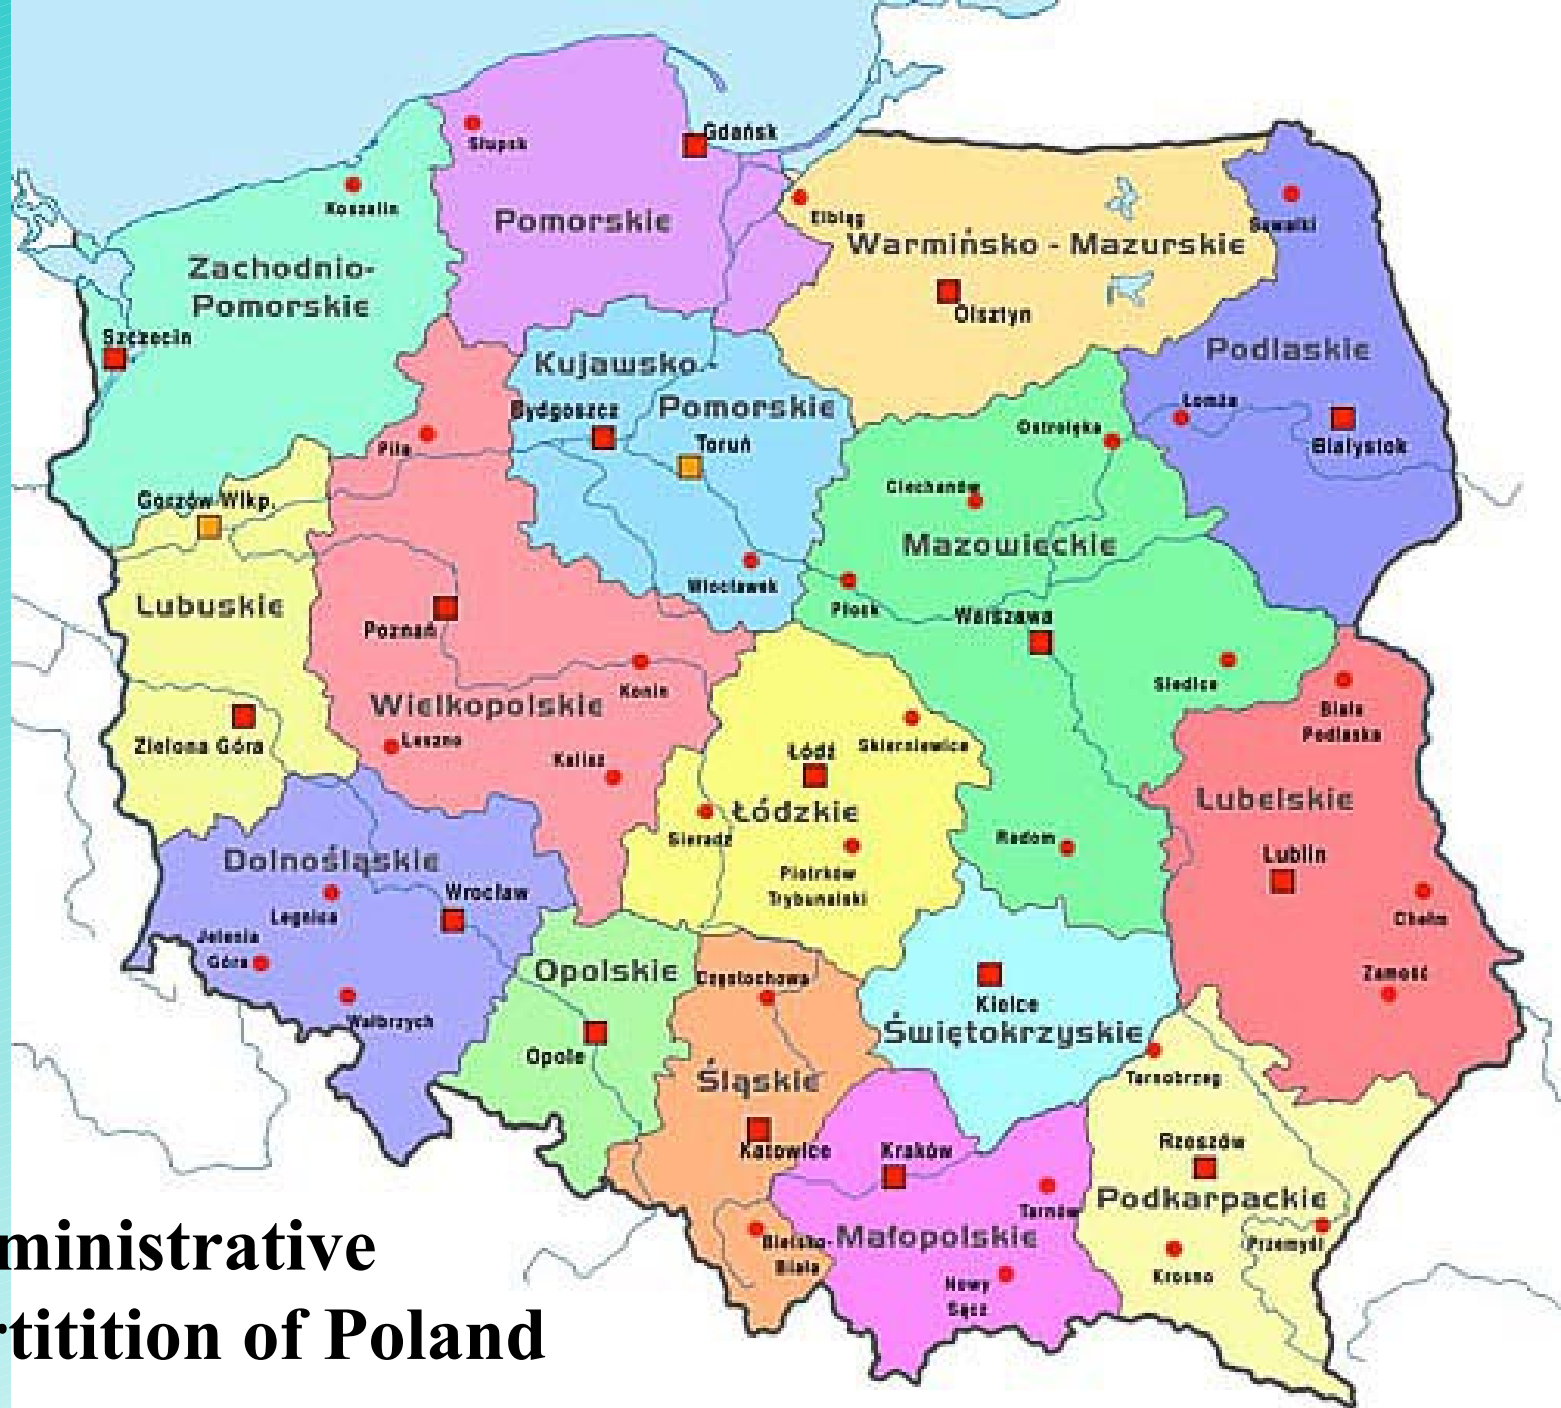 Gdańsk
Słupsk
Koszalin
Pomorskie
Elbląg
Suwałki
Warmińsko - Mazurskie
Zachodnio-
Pomorskie
Olsztyn
Szczecin
Kujawsko -
Pomorskie
Podlaskie
Bydgoszcz
Toruń
Łomża
Białystok
Ostrołęka
Piła
Ciechanów
Gorzów Wlkp.
Mazowieckie
Włocławek
Płock
Warszawa
Lubuskie
Poznań
Konin
Siedlce
Biała
Podlaska
Wielkopolskie
Zielona Góra
Leszno
Kalisz
Łódź
Skierniewice
Łódzkie
Lubelskie
Sieradz
Radom
Piotrków
Trybunalski
Lublin
Dolnośląskie
Legnica
Wrocław
Chełm
Jelenia
Góra
Opolskie
Częstochowa
Zamość
Kielce
Świętokrzyskie
Wałbrzych
Opole
Śląskie
Tarnobrzeg
Katowice
Kraków
Rzeszów
Podkarpackie
Tarnów
Małopolskie
Bielsko-
Biała
Przemyśl
Krosno
Nowy
Sącz
ministrative
rtitition of Poland